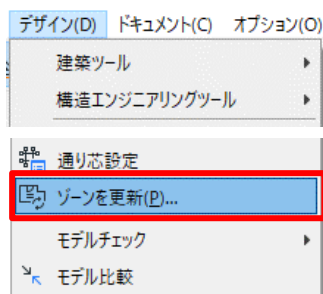 デザイン(D) ドキュメント(C) オプション(O)
建築ツール
構造エンジニアリングツール
通り芯設定
ゾーンを更新(P)...
モデルチェック
モデル比較